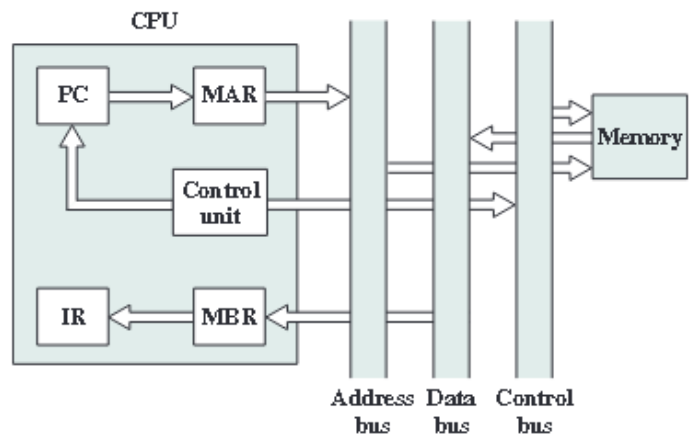 CPU
PC
MAR
Memory
Control
unit
IR
MBR
Address
bus
Data
bus
Control
bus